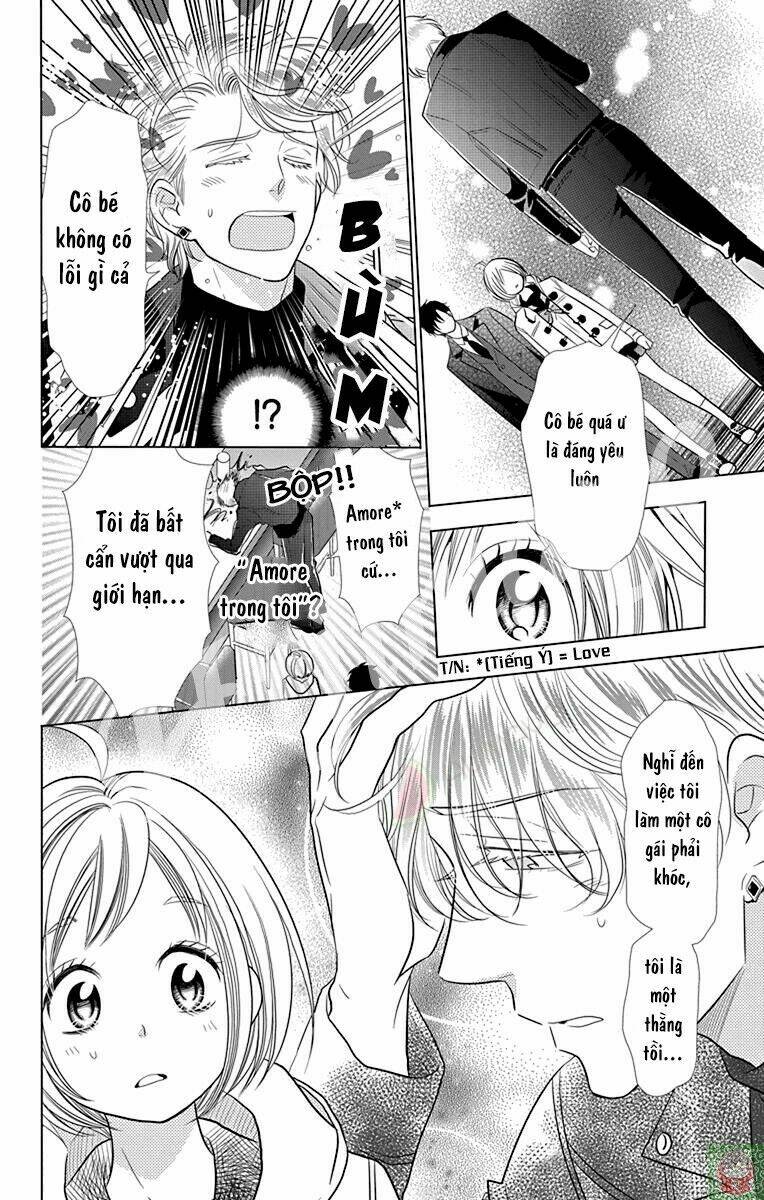 Cô bé quá ư
là đáng yêu
luôn
Cô bé
không có
lỗi gì cả
BÙM
!?
T/N: *(Tiếng Ý) = Love
Amore*
trong tôi
cứ...
BỘP!!
"Amore
trong tôi"?
Tôi đã bất
cẩn vượt qua
giới hạn...
Nghĩ đến
việc tôi
làm một cô
gái phải
khóc,
tôi là
một
thằng
tồi...